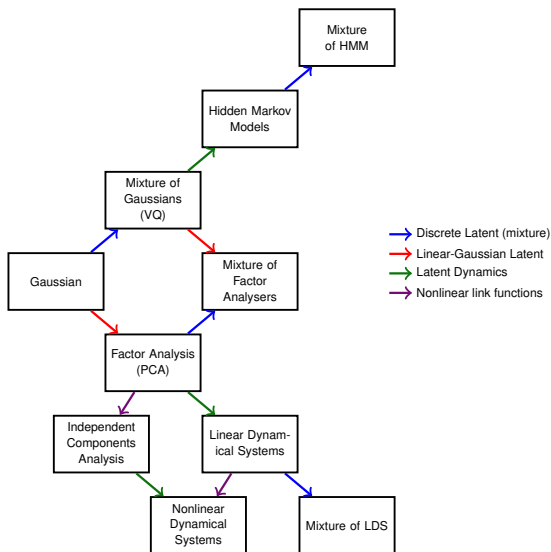 Mixture
of HMM
Hidden Markov
Models
Mixture of
Gaussians
(VQ)
Gaussian
Mixture of
Factor
Analysers
Discrete Latent (mixture)
Linear-Gaussian Latent
Latent Dynamics
Nonlinear link functions
Factor Analysis
(PCA)
Independent
Components
Analysis
Linear Dynam-
ical Systems
Nonlinear
Dynamical
Systems
Mixture of LDS